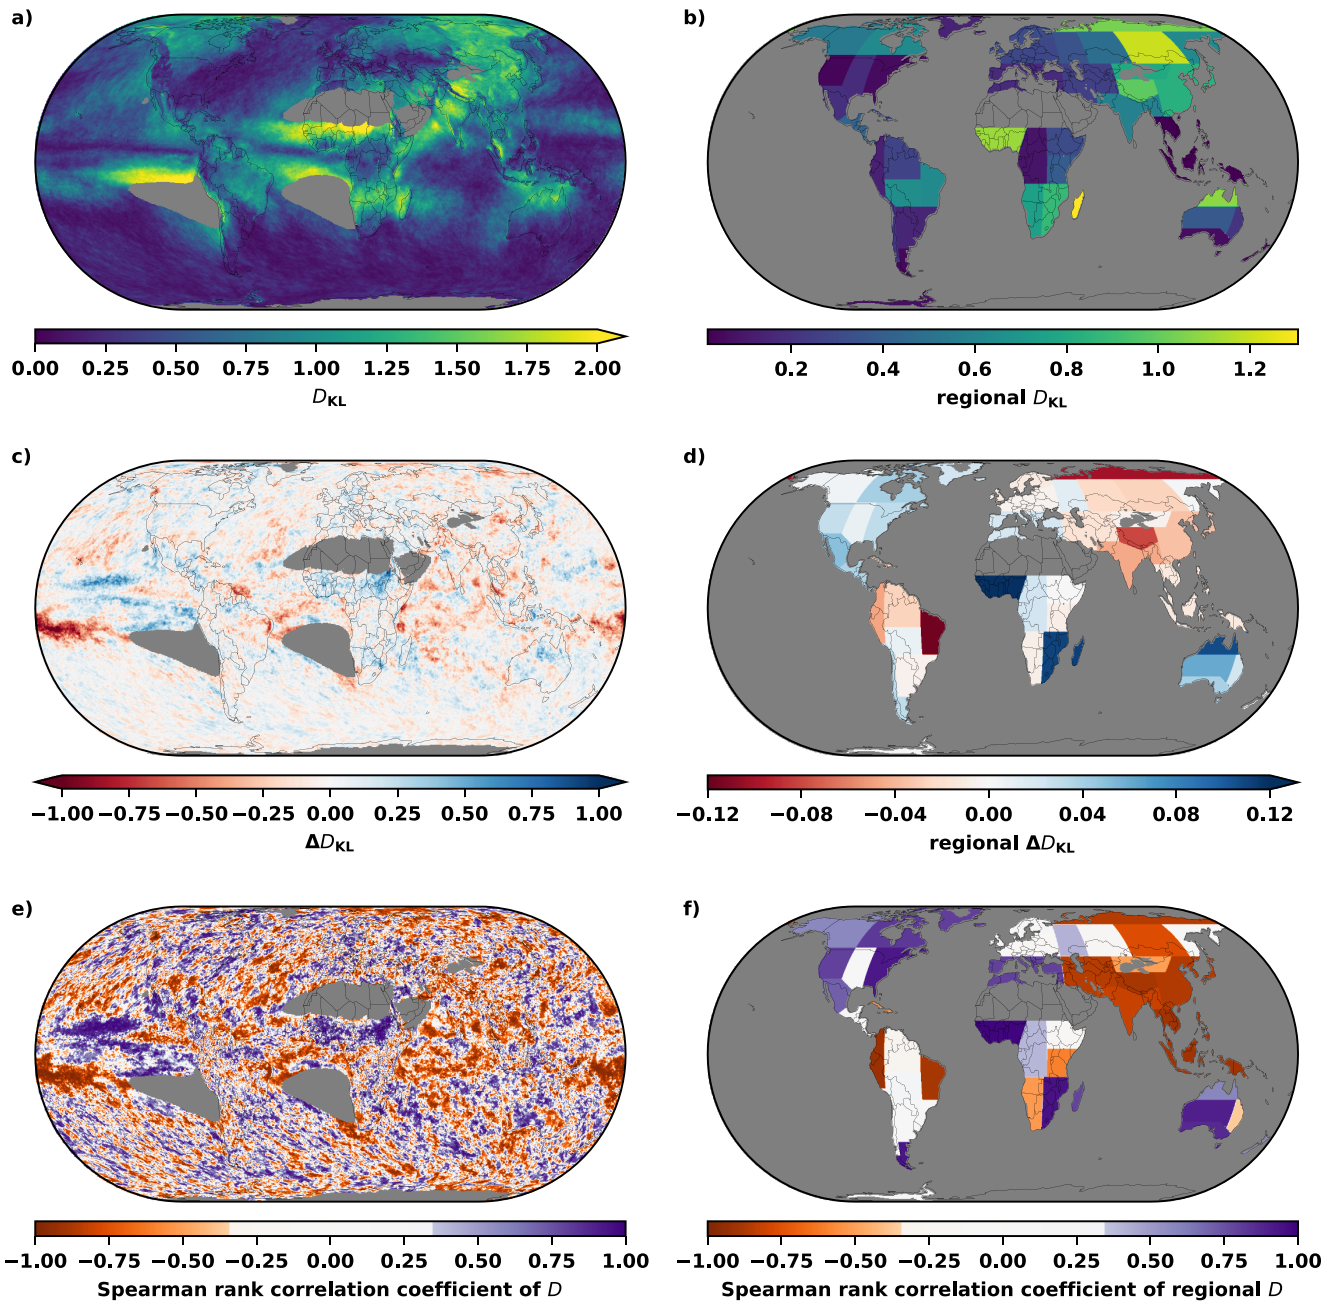 a)
b)
0.00 0.25 0.50 0.75 1.00 1.25 1.50 1.75 2.00
D_KL
0.2 0.4 0.6 0.8 1.0 1.2
regional D_KL
c)
d)
−1.00 −0.75 −0.50 −0.25 0.00 0.25 0.50 0.75 1.00
ΔD_KL
−0.12 −0.08 −0.04 0.00 0.04 0.08 0.12
regional ΔD_KL
e)
f)
−1.00 −0.75 −0.50 −0.25 0.00 0.25 0.50 0.75 1.00
Spearman rank correlation coefficient of D
−1.00 −0.75 −0.50 −0.25 0.00 0.25 0.50 0.75 1.00
Spearman rank correlation coefficient of regional D